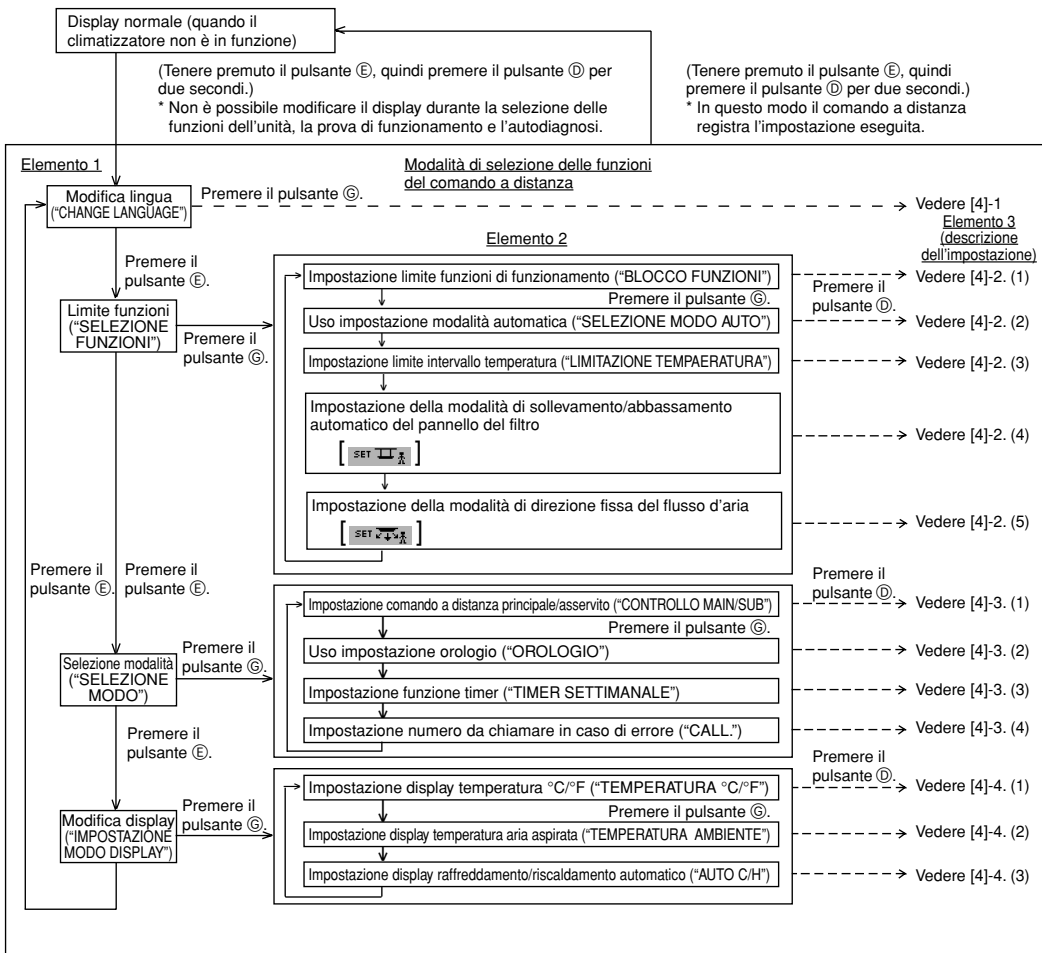 Display normale (quando il
climatizzatore non è in funzione)
(Tenere premuto il pulsante Ⓔ, quindi premere il pulsante Ⓓ per
due secondi.)
* Non è possibile modificare il display durante la selezione delle
funzioni dell'unità, la prova di funzionamento e l'autodiagnosi.
(Tenere premuto il pulsante Ⓔ, quindi
premere il pulsante Ⓓ per due secondi.)
* In questo modo il comando a distanza
registra l'impostazione eseguita.
Elemento 1
Modalità di selezione delle funzioni
del comando a distanza
Modifica lingua
("CHANGE LANGUAGE")
Premere il pulsante Ⓖ.
Vedere [4]-1
Elemento 2
Elemento 3
(descrizione
dell'impostazione)
Premere il
pulsante Ⓔ.
Limite funzioni
("SELEZIONE
FUNZIONI")
Premere il
pulsante Ⓖ.
Impostazione limite funzioni di funzionamento ("BLOCCO FUNZIONI")
Vedere [4]-2. (1)
Premere il pulsante Ⓖ.
Premere il
pulsante Ⓓ.
Uso impostazione modalità automatica ("SELEZIONE MODO AUTO")
Vedere [4]-2. (2)
Impostazione limite intervallo temperatura ("LIMITAZIONE TEMPAERATURA")
Vedere [4]-2. (3)
Impostazione della modalità di sollevamento/abbassamento
automatico del pannello del filtro
[ SET ]
Vedere [4]-2. (4)
Impostazione della modalità di direzione fissa del flusso d'aria
[ SET ]
Vedere [4]-2. (5)
Premere il
pulsante Ⓔ.
Premere il
pulsante Ⓔ.
Selezione modalità
("SELEZIONE
MODO")
Premere il
pulsante Ⓖ.
Premere il
pulsante Ⓓ.
Impostazione comando a distanza principale/asservito ("CONTROLLO MAIN/SUB")
Vedere [4]-3. (1)
Premere il pulsante Ⓖ.
Uso impostazione orologio ("OROLOGIO")
Vedere [4]-3. (2)
Impostazione funzione timer ("TIMER SETTIMANALE")
Vedere [4]-3. (3)
Impostazione numero da chiamare in caso di errore ("CALL.")
Vedere [4]-3. (4)
Premere il
pulsante Ⓔ.
Modifica display
("IMPOSTAZIONE
MODO DISPLAY")
Premere il
pulsante Ⓖ.
Premere il
pulsante Ⓓ.
Impostazione display temperatura °C/°F ("TEMPERATURA °C/°F")
Vedere [4]-4. (1)
Premere il pulsante Ⓖ.
Impostazione display temperatura aria aspirata ("TEMPERATURA AMBIENTE")
Vedere [4]-4. (2)
Impostazione display raffreddamento/riscaldamento automatico ("AUTO C/H")
Vedere [4]-4. (3)